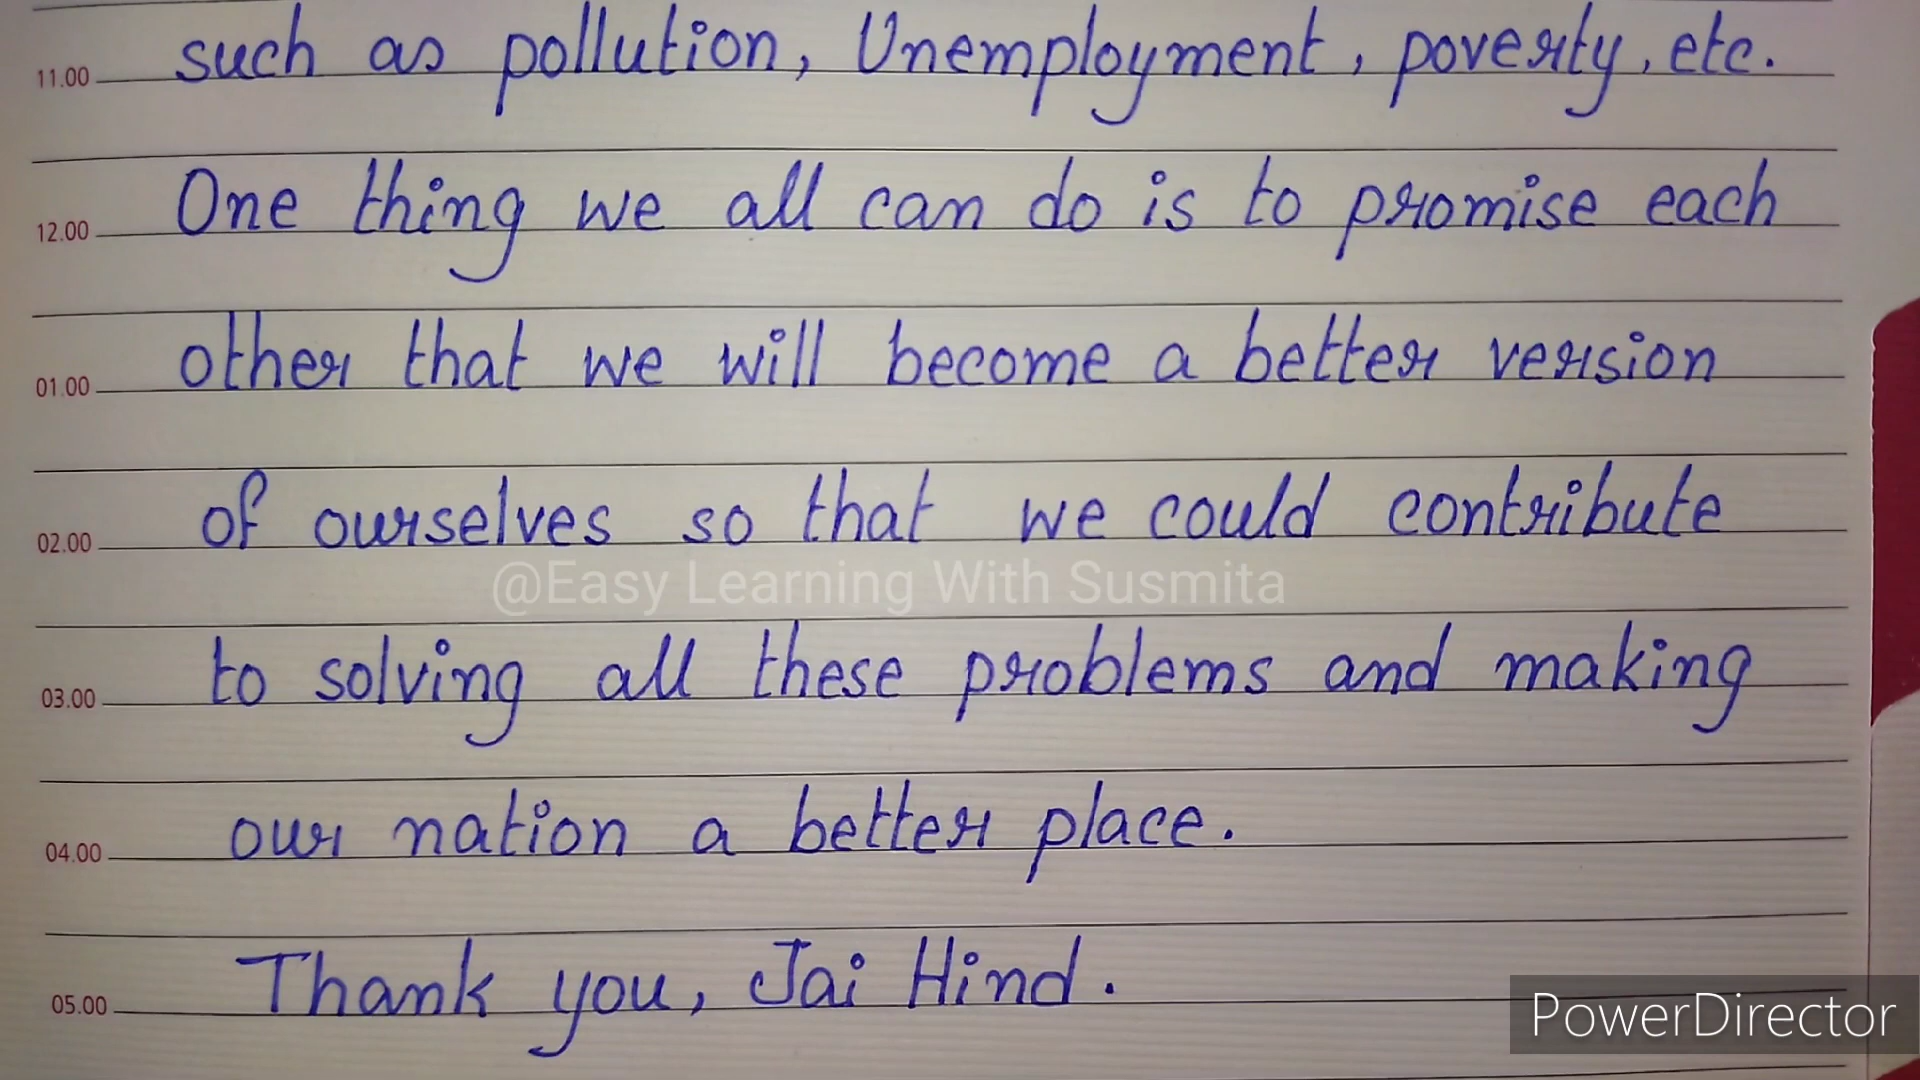 11.00 such as pollution, Unemployment, poverty, etc.
12.00 One thing we all can do is to promise each
01.00 other that we will become a better version
02.00 of ourselves so that we could contribute
@Easy Learning With Susmita
03.00 to solving all these problems and making
04.00 our nation a better place.
05.00 Thank you, Jai Hind.
PowerDirector